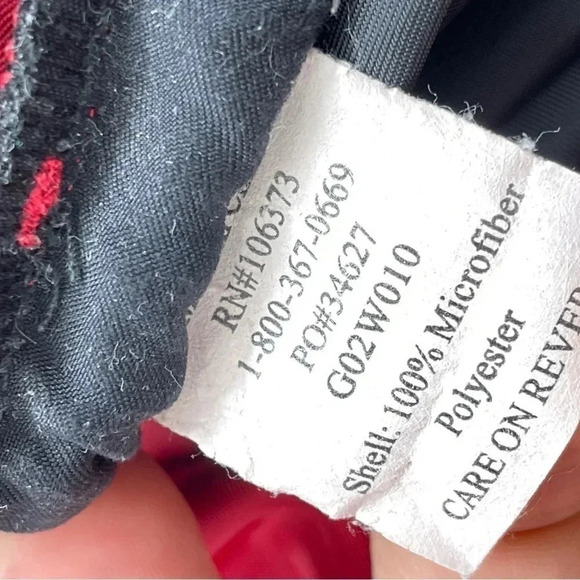 RN#106373
1-800-367-0669
PO#34627
G02W010
Shell: 100% Microfiber
Polyester
CARE ON REVER